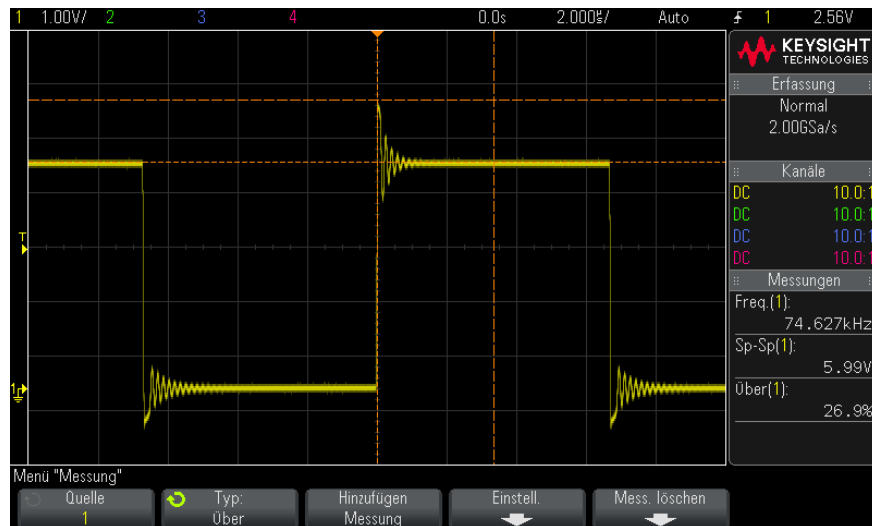 1 1.00V/ 2 3 4 0.0s 2.000µs/ Auto 1 2.56V
KEYSIGHT
TECHNOLOGIES
Erfassung
Normal
2.00GSa/s
Kanäle
DC 10.0:1
DC 10.0:1
DC 10.0:1
DC 10.0:1
Messungen
Freq.(1):
74.627kHz
Sp-Sp(1):
5.99V
Über(1):
26.9%
T
1
Menü "Messung"
Quelle
1
Typ:
Über
Hinzufügen
Messung
Einstell.
Mess. löschen